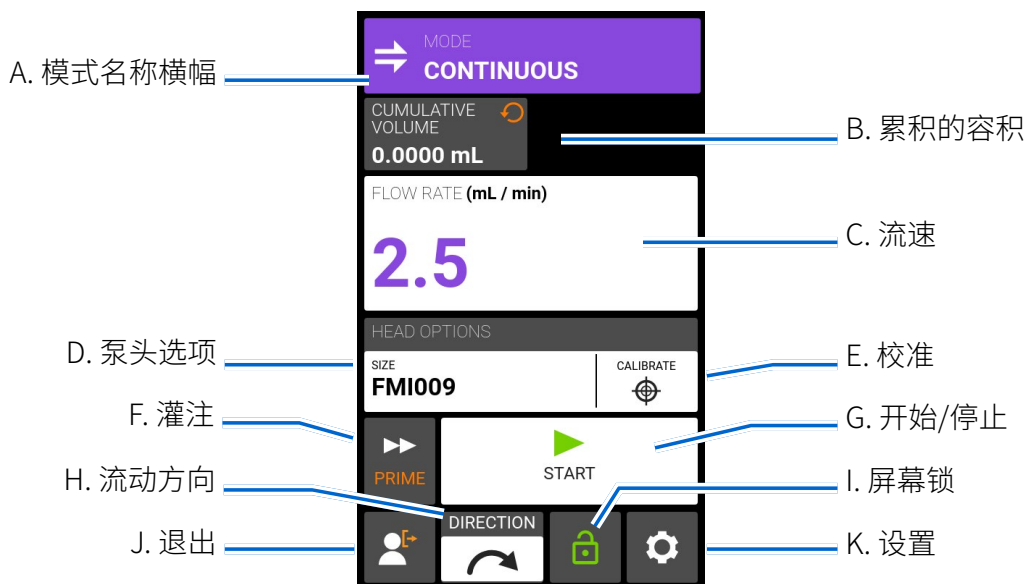 MODE
CONTINUOUS
A. 模式名称横幅
CUMULATIVE
VOLUME
0.0000 mL
B. 累积的容积
FLOW RATE (mL / min)
2.5
C. 流速
HEAD OPTIONS
D. 泵头选项
SIZE
FMI009
CALIBRATE
E. 校准
F. 灌注
PRIME
START
G. 开始/停止
H. 流动方向
DIRECTION
I. 屏幕锁
J. 退出
K. 设置